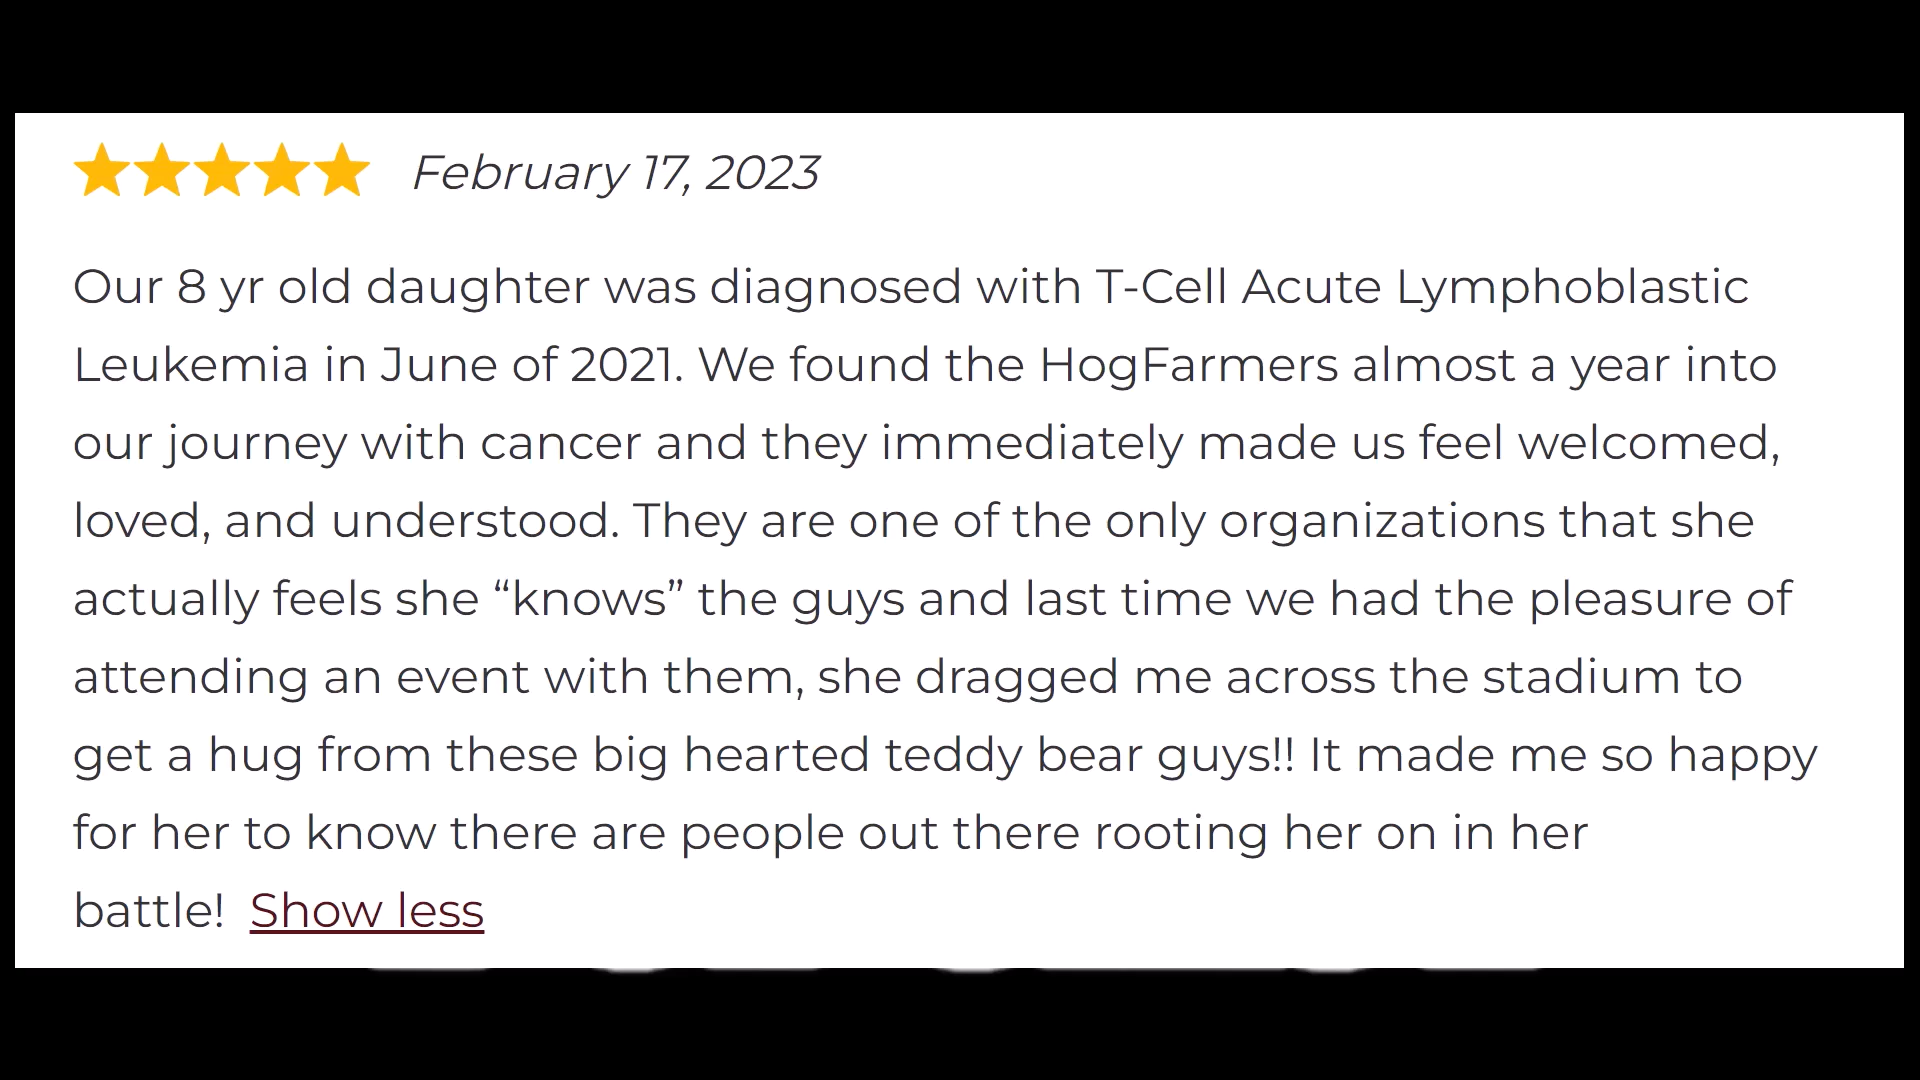 February 17, 2023
Our 8 yr old daughter was diagnosed with T-Cell Acute Lymphoblastic
Leukemia in June of 2021. We found the HogFarmers almost a year into
our journey with cancer and they immediately made us feel welcomed,
loved, and understood. They are one of the only organizations that she
actually feels she “knows” the guys and last time we had the pleasure of
attending an event with them, she dragged me across the stadium to
get a hug from these big hearted teddy bear guys!! It made me so happy
for her to know there are people out there rooting her on in her
battle! Show less